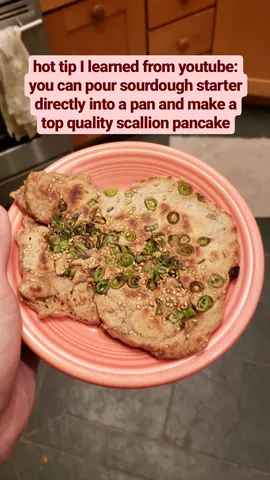 hot tip I learned from youtube:
you can pour sourdough starter
directly into a pan and make a
top quality scallion pancake